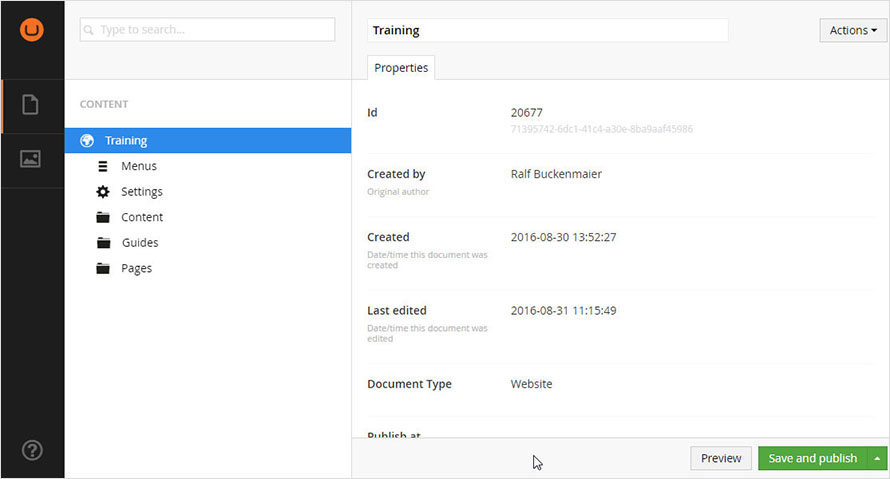 Type to search...
CONTENT
Training
Menus
Settings
Content
Guides
Pages
Training
Actions
Properties
Id
20677
71395742-6dc1-41c4-a30e-8ba9aaf45986
Created by
Ralf Buckenmaier
Original author
Created
2016-08-30 13:52:27
Date/time this document was
created
Last edited
2016-08-31 11:15:49
Date/time this document was
edited
Document Type
Website
Publish at
Preview
Save and publish